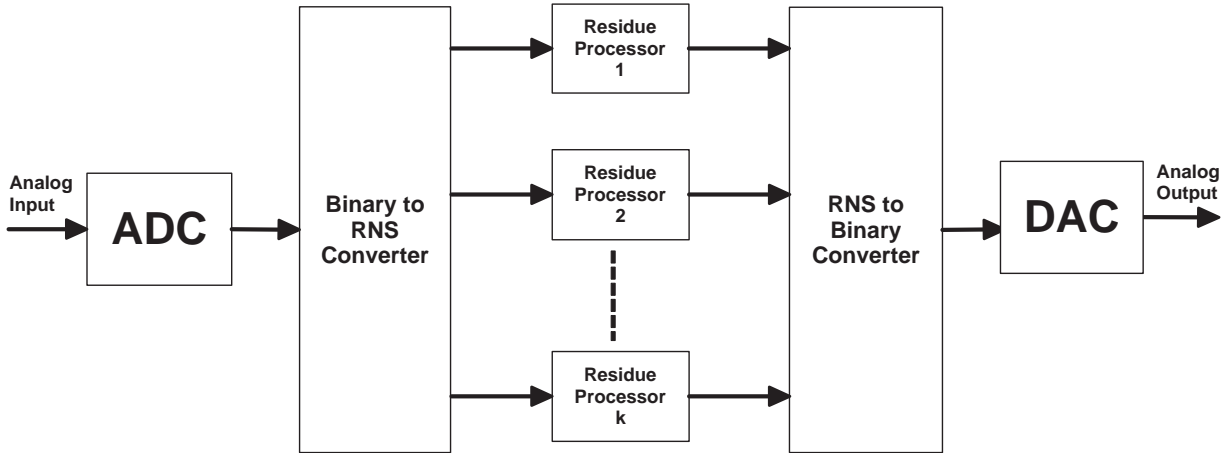 Analog
Input
ADC
Binary to
RNS
Converter
Residue
Processor
1
Residue
Processor
2
Residue
Processor
k
RNS to
Binary
Converter
DAC
Analog
Output